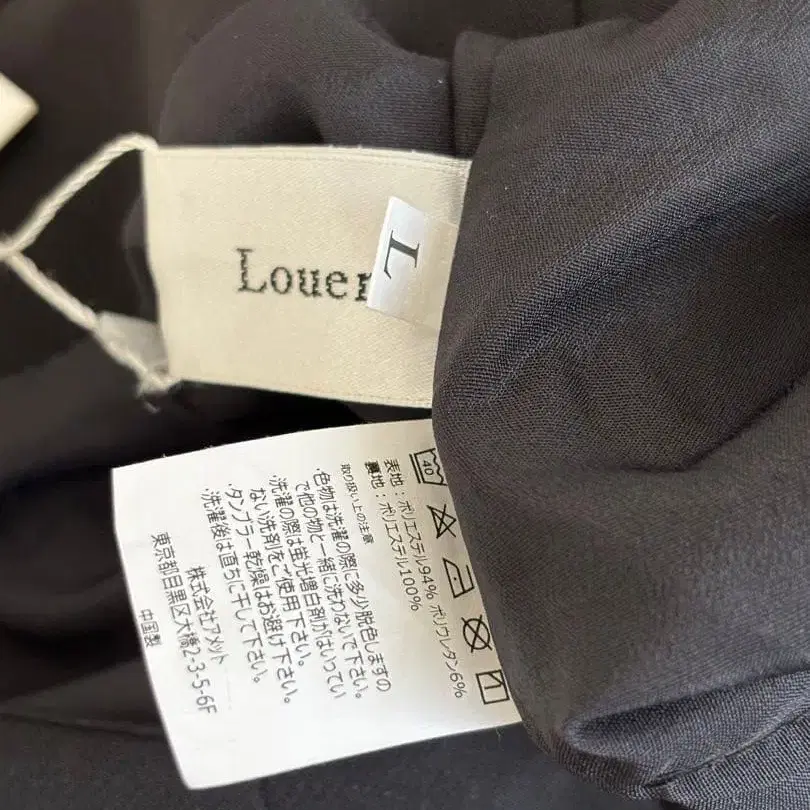 Louer
L
40
表地：ポリエステル94% ポリウレタン6%
裏地：ポリエステル100%
取り扱い上の注意
・色物は洗濯の際に多少脱色しますの
で他の物と一緒に洗わないで下さい。
・洗濯の際は蛍光増白剤がはいってい
ない洗剤をご使用下さい。
・タンブラー乾燥はお避け下さい。
・洗濯後は直ちに干して下さい。
株式会社アメット
東京都目黒区大橋2-3-5-6F
中国製